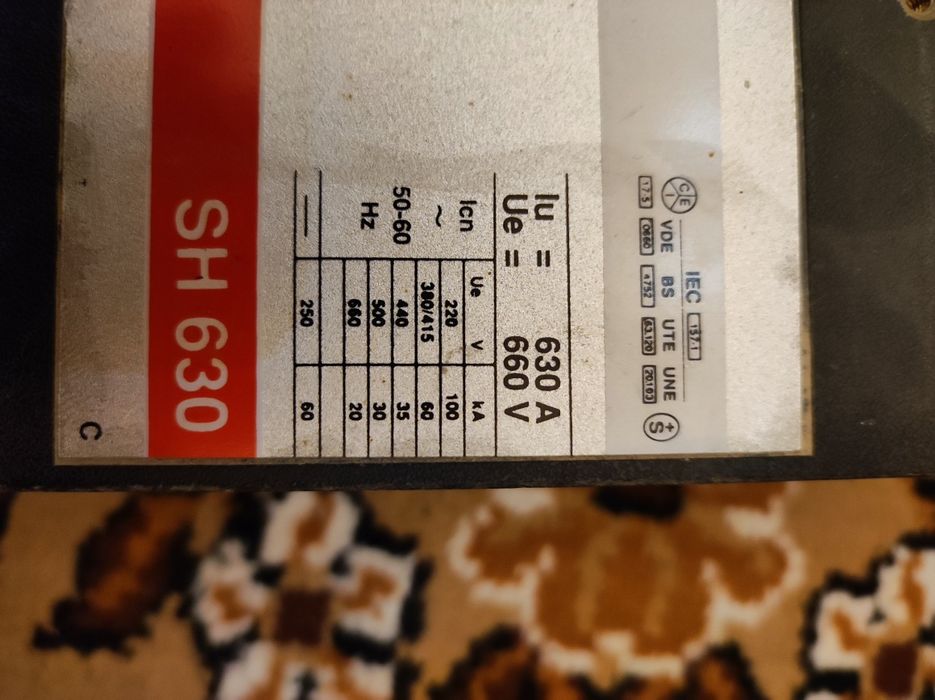 IEC 157-1
CEI VDE BS UTE UNE +S
17.5 0660 4752 63.120 20103
Iu = 630 A
Ue = 660 V
Icn Ue V kA
~ 220 100
380/415 60
50-60 440 35
Hz 500 30
660 20
250 60
SH 630
C